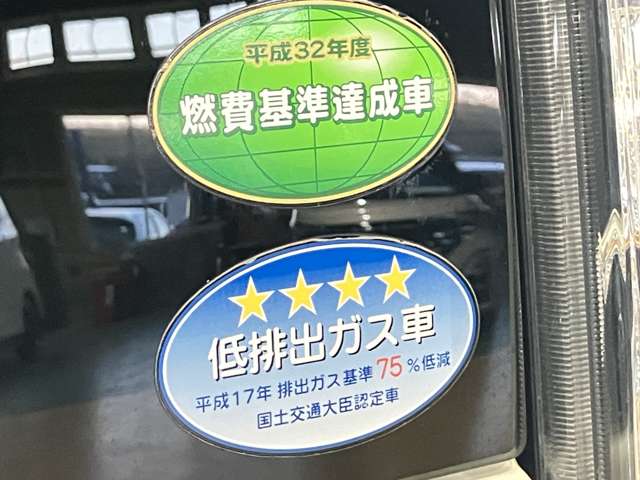 平成32年度
燃費基準達成車
低排出ガス車
平成17年 排出ガス基準 75 %低減
国土交通大臣認定車